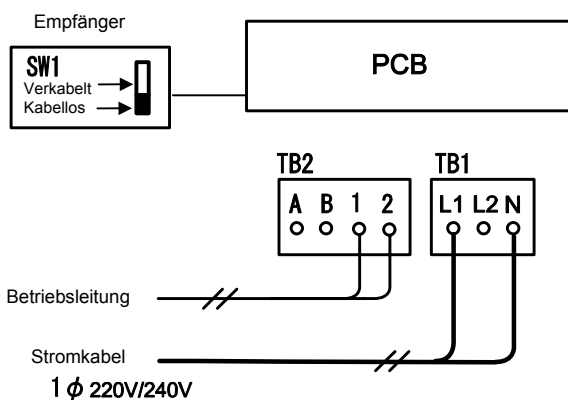 Empfänger
SW1
Verkabelt
Kabellos
PCB
TB2
A B 1 2
TB1
L1 L2 N
Betriebsleitung
Stromkabel
1 ϕ 220V/240V